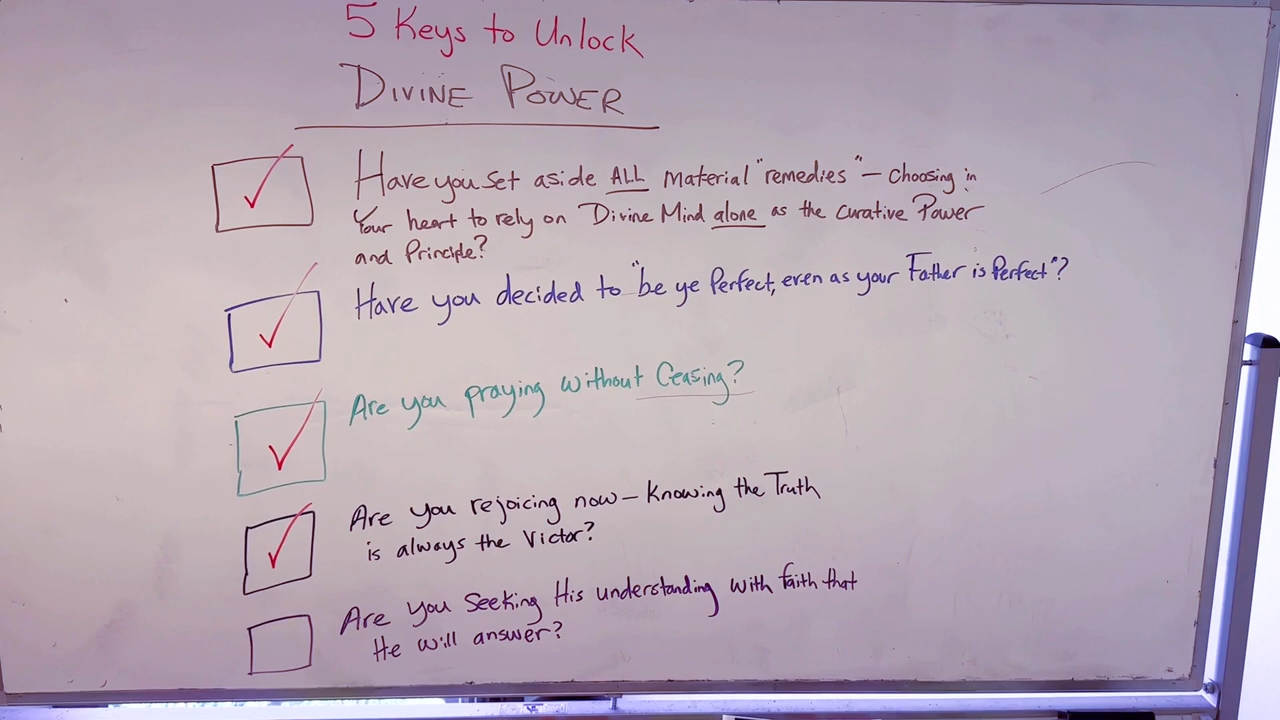 5 Keys to Unlock
DIVINE POWER
Have you set aside ALL Material "remedies" — choosing in
Your heart to rely on Divine Mind alone as the curative Power
and Principle?
Have you decided to "be ye Perfect, even as your Father is Perfect"?
Are you praying without Ceasing?
Are you rejoicing now — Knowing the Truth
is always the Victor?
Are you Seeking His understanding with faith that
He will answer?